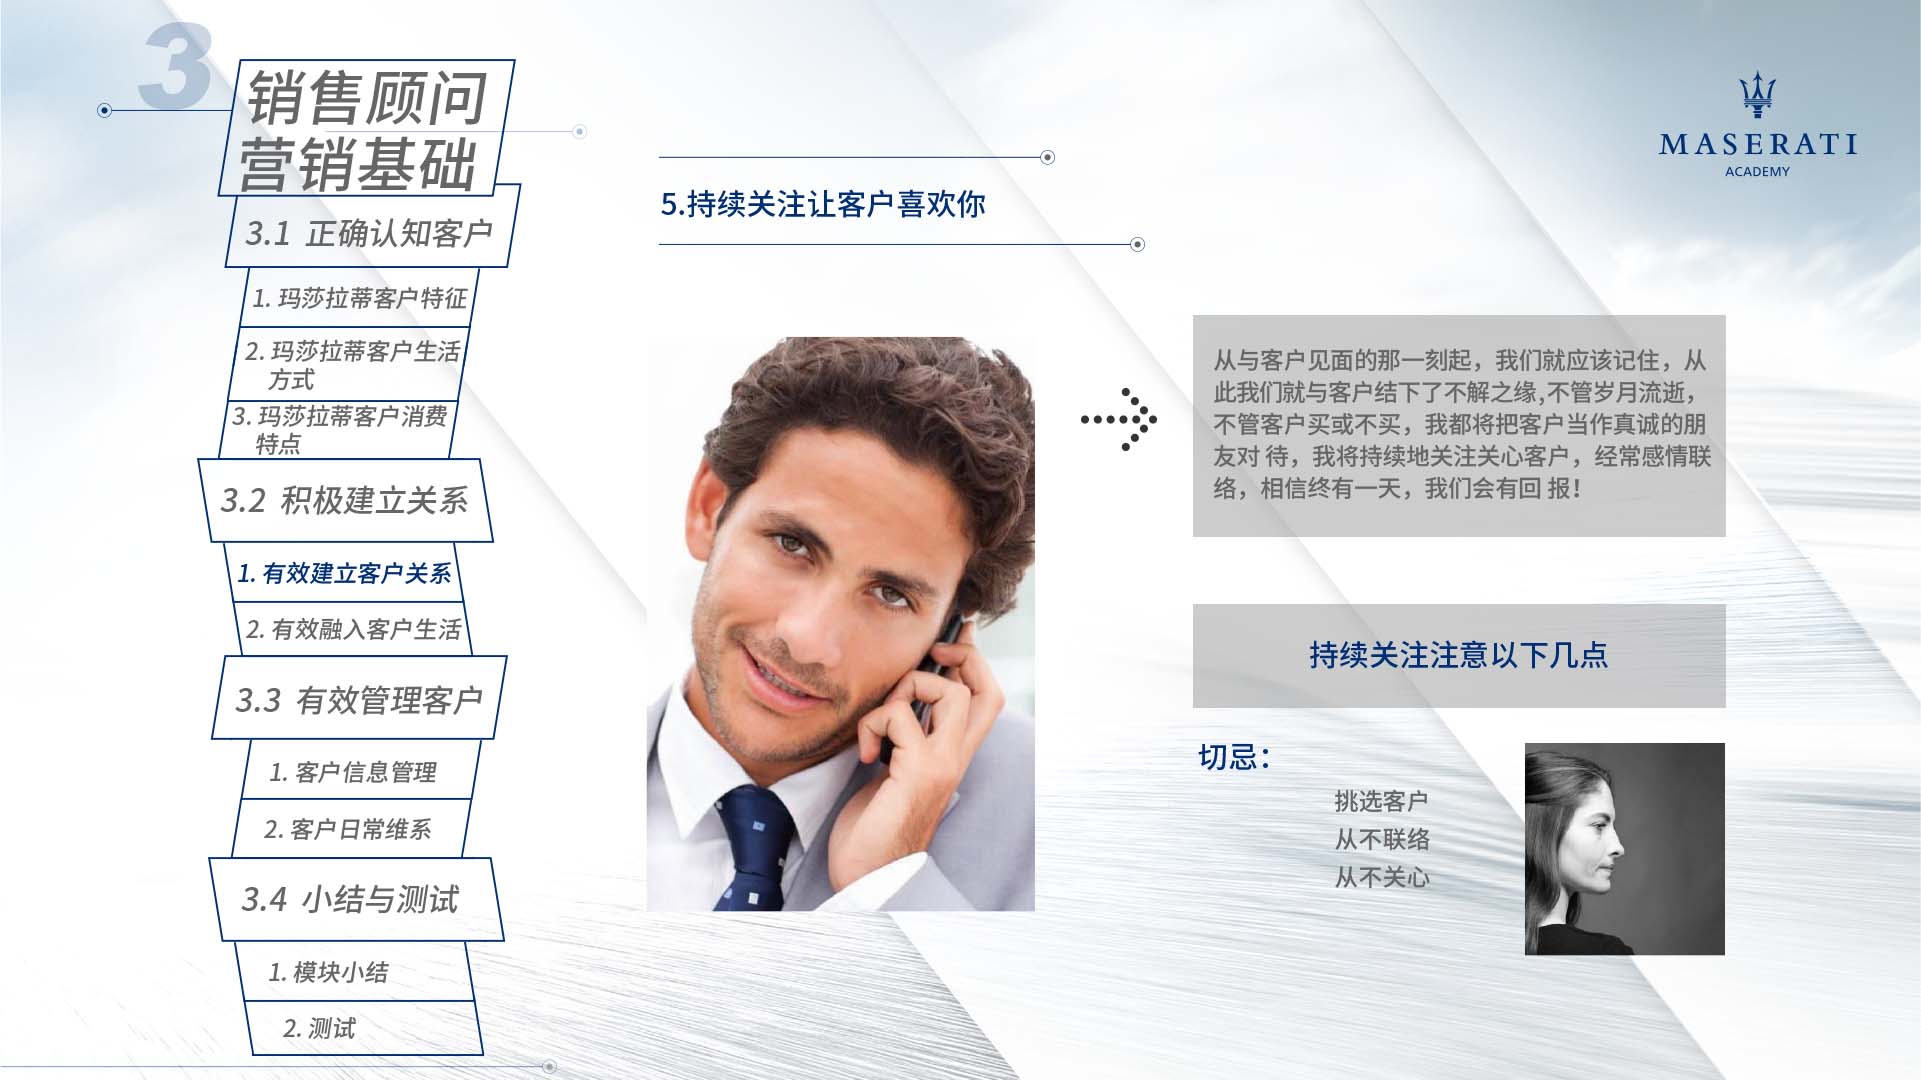 3
销售顾问
营销基础
3.1 正确认知客户
1. 玛莎拉蒂客户特征
2. 玛莎拉蒂客户生活
方式
3. 玛莎拉蒂客户消费
特点
3.2 积极建立关系
1. 有效建立客户关系
2. 有效融入客户生活
3.3 有效管理客户
1. 客户信息管理
2. 客户日常维系
3.4 小结与测试
1. 模块小结
2. 测试
5.持续关注让客户喜欢你
MASERATI
ACADEMY
从与客户见面的那一刻起，我们就应该记住，从
此我们就与客户结下了不解之缘,不管岁月流逝，
不管客户买或不买，我都将把客户当作真诚的朋
友对 待，我将持续地关注关心客户，经常感情联
络，相信终有一天，我们会有回 报！
持续关注注意以下几点
切忌：
挑选客户
从不联络
从不关心